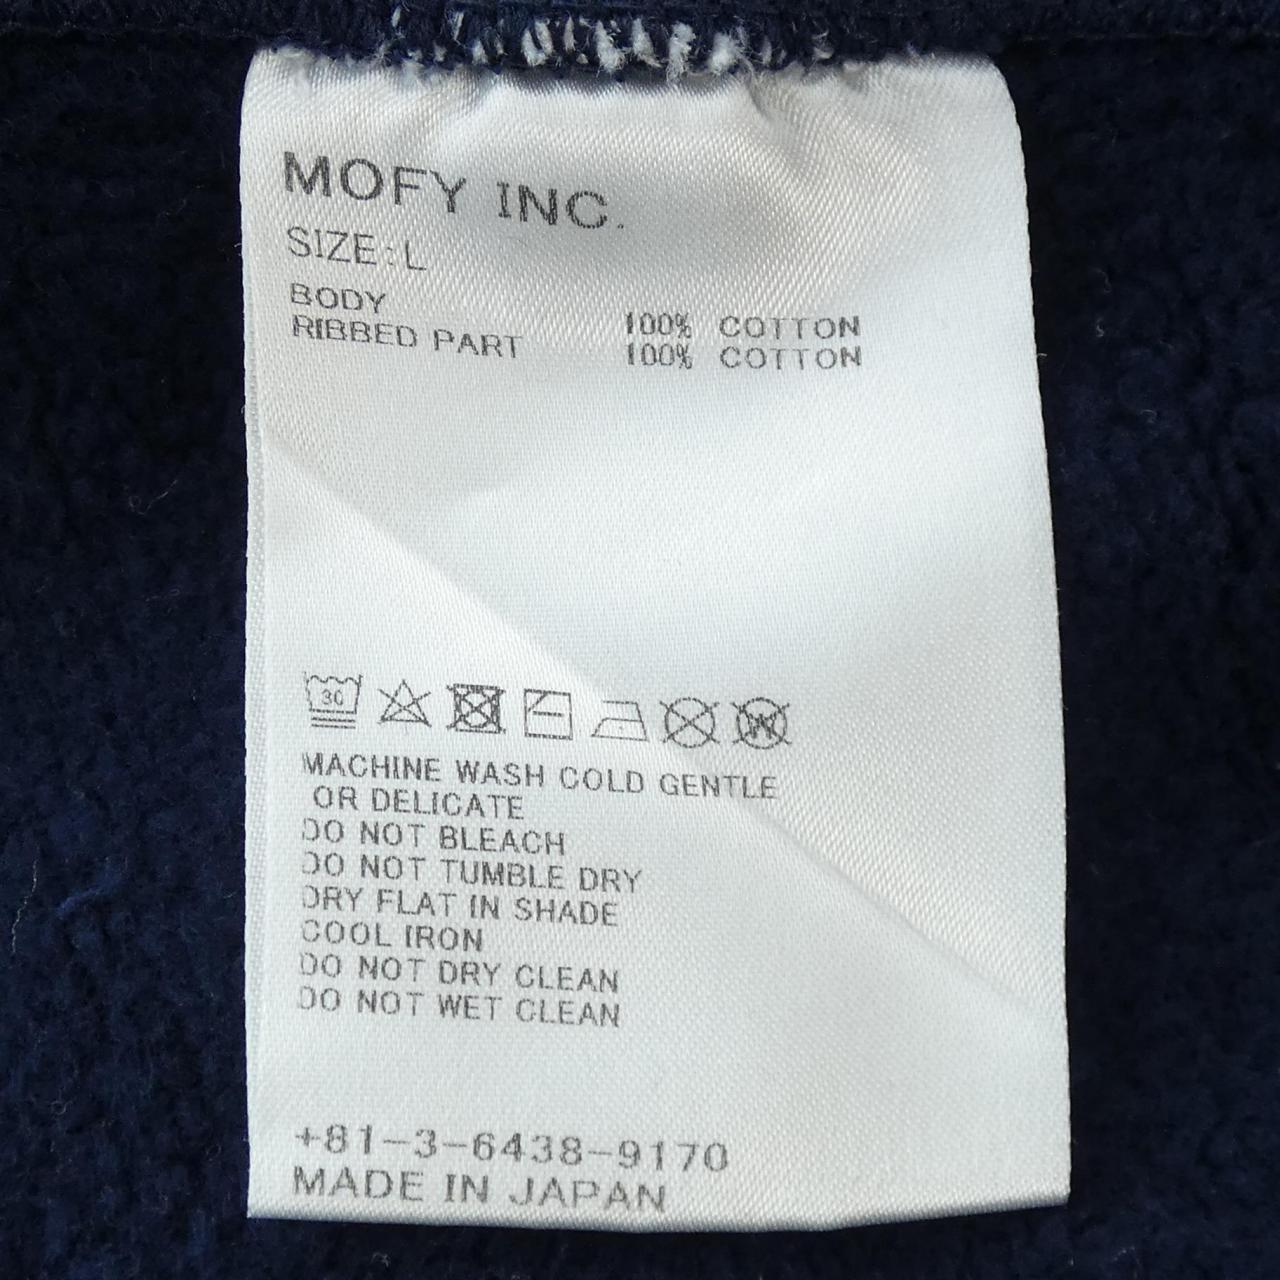 MOFY INC.
SIZE:L
BODY 100% COTTON
RIBBED PART 100% COTTON
30
W
MACHINE WASH COLD GENTLE
OR DELICATE
DO NOT BLEACH
DO NOT TUMBLE DRY
DRY FLAT IN SHADE
COOL IRON
DO NOT DRY CLEAN
DO NOT WET CLEAN
+81-3-6438-9170
MADE IN JAPAN